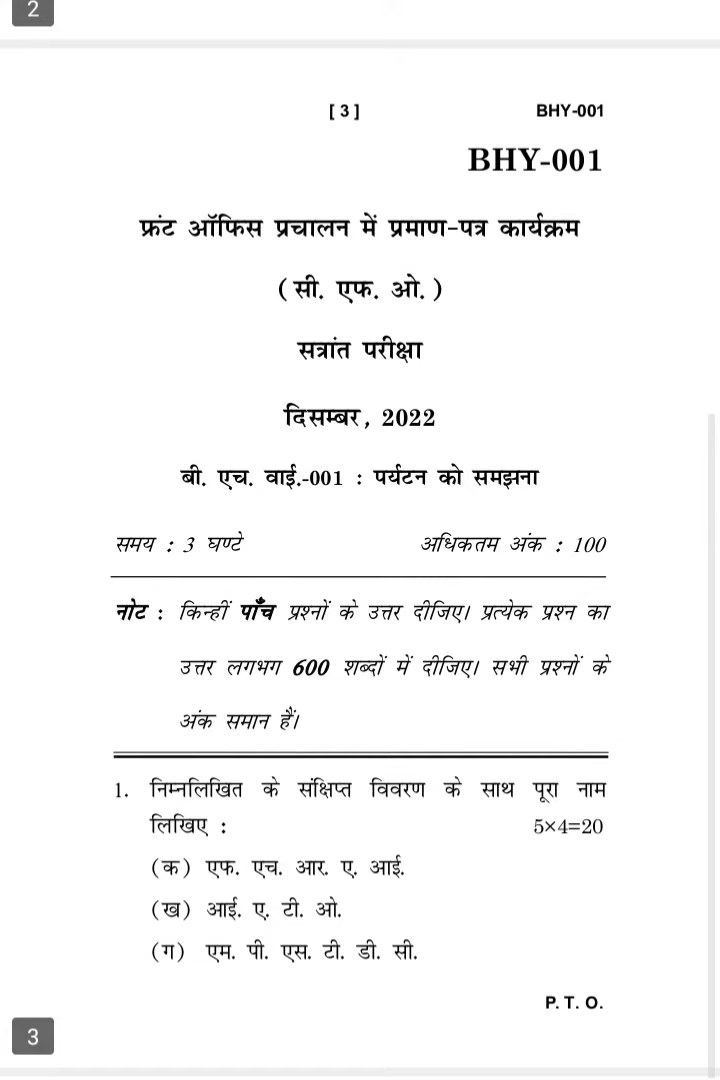 2
[ 3 ] BHY-001
BHY-001
फ्रंट ऑफिस प्रचालन में प्रमाण-पत्र कार्यक्रम
( सी. एफ. ओ. )
सत्रांत परीक्षा
दिसम्बर, 2022
बी. एच. वाई.-001 : पर्यटन को समझना
समय : 3 घण्टे अधिकतम अंक : 100
नोट : किन्हीं पाँच प्रश्नों के उत्तर दीजिए। प्रत्येक प्रश्न का
उत्तर लगभग 600 शब्दों में दीजिए। सभी प्रश्नों के
अंक समान हैं।
1. निम्नलिखित के संक्षिप्त विवरण के साथ पूरा नाम
लिखिए : 5×4=20
(क) एफ. एच. आर. ए. आई.
(ख) आई. ए. टी. ओ.
(ग) एम. पी. एस. टी. डी. सी.
P. T. O.
3